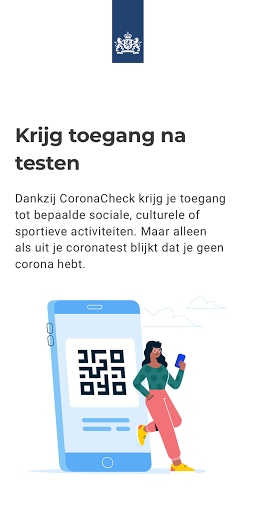 Krijg toegang na
testen
Dankzij CoronaCheck krijg je toegang
tot bepaalde sociale, culturele of
sportieve activiteiten. Maar alleen
als uit je coronatest blijkt dat je geen
corona hebt.